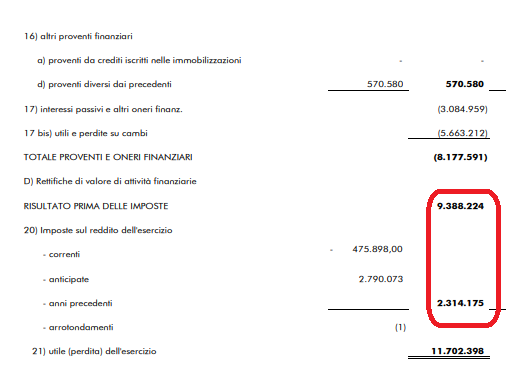 16) altri proventi finanziari
a) proventi da crediti iscritti nelle immobilizzazioni - -
d) proventi diversi dai precedenti 570.580 570.580
17) interessi passivi e altri oneri finanz. (3.084.959)
17 bis) utili e perdite su cambi (5.663.212)
TOTALE PROVENTI E ONERI FINANZIARI (8.177.591)
D) Rettifiche di valore di attività finanziarie
RISULTATO PRIMA DELLE IMPOSTE 9.388.224
20) Imposte sul reddito dell'esercizio
- correnti - 475.898,00
- anticipate 2.790.073
- anni precedenti 2.314.175
- arrotondamenti (1)
21) utile (perdita) dell'esercizio 11.702.398